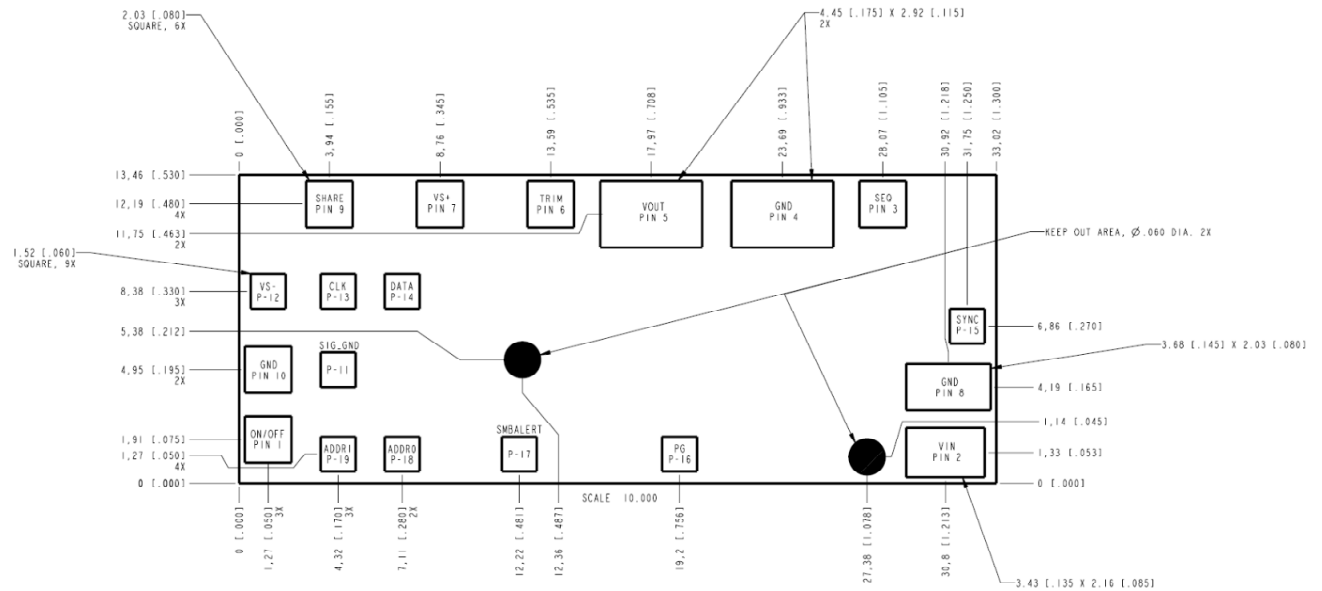 2.03 [.080]
SQUARE, 6X
4.45 [.175] X 2.92 [.115]
2X
0 [.000]
3,94 [.155]
8,76 [.345]
13,59 [.535]
17,97 [.708]
23,69 [.933]
28,07 [1.105]
30,92 [1.218]
31,75 [1.250]
33,02 [1.300]
13,46 [.530]
12,19 [.480]
4X
11,75 [.463]
2X
SHARE
PIN 9
VS+
PIN 7
TRIM
PIN 6
VOUT
PIN 5
GND
PIN 4
SEQ
PIN 3
KEEP OUT AREA, Ø.060 DIA. 2X
1.52 [.060]
SQUARE, 9X
8,38 [.330]
3X
VS-
P-12
CLK
P-13
DATA
P-14
SYNC
P-15
6,86 [.270]
5,38 [.212]
3.68 [.145] X 2.03 [.080]
4,95 [.195]
2X
GND
PIN 10
SIG_GND
P-11
GND
PIN 8
4,19 [.165]
1,14 [.045]
1,91 [.075]
1,27 [.050]
4X
ON/OFF
PIN 1
ADDR1
P-19
ADDR0
P-18
SMBALERT
P-17
PG
P-16
VIN
PIN 2
1,33 [.053]
0 [.000]
0 [.000]
SCALE 10.000
0 [.000]
1,27 [.050]
3X
4,32 [.170]
3X
7,11 [.280]
2X
12,22 [.481]
12,36 [.487]
19,2 [.756]
27,38 [1.078]
30,8 [1.213]
3.43 [.135 X 2.16 [.085]